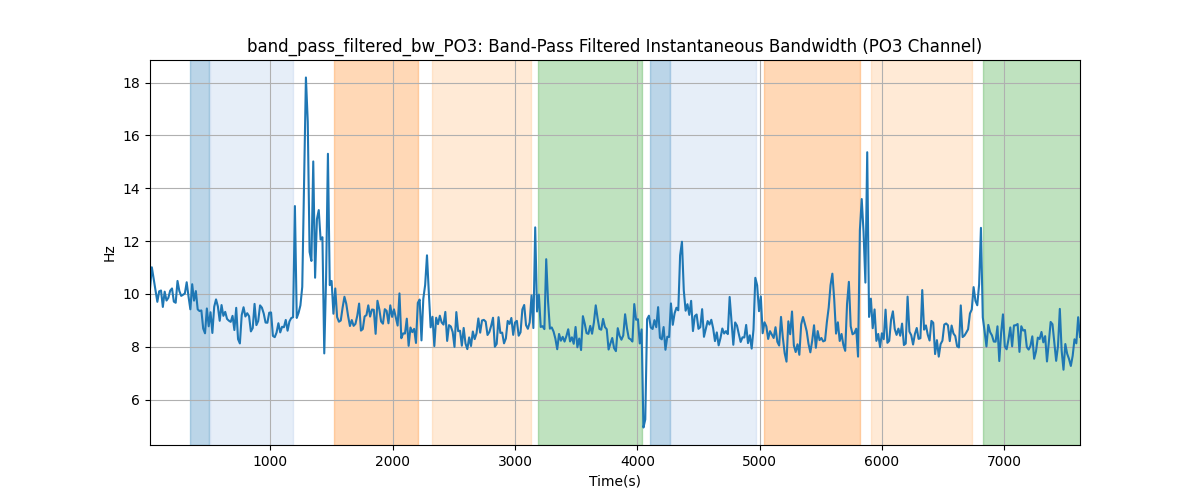 band_pass_filtered_bw_PO3: Band-Pass Filtered Instantaneous Bandwidth (PO3 Channel)
18
16
14
12
10
8
6
Hz
1000 2000 3000 4000 5000 6000 7000
Time(s)